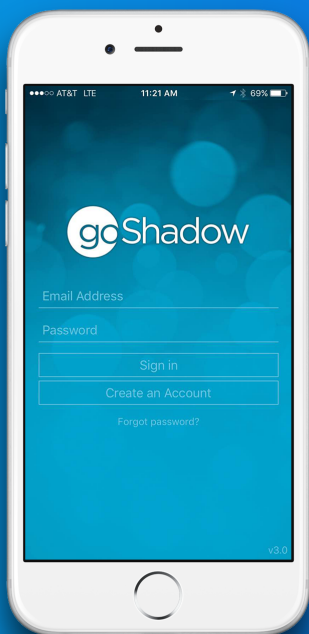 AT&T LTE 11:21 AM 69%
goShadow
Email Address
Password
Sign in
Create an Account
Forgot password?
v3.0